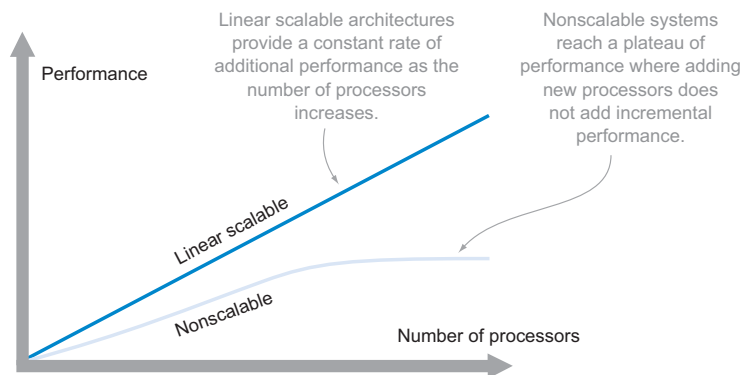 Linear scalable architectures
provide a constant rate of
additional performance as the
number of processors
increases.
Nonscalable systems
reach a plateau of
performance where adding
new processors does
not add incremental
performance.
Performance
Linear scalable
Nonscalable
Number of processors